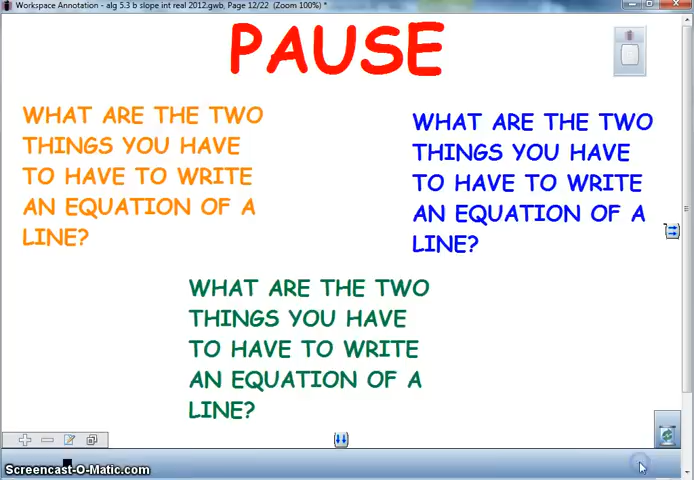 Workspace Annotation - alg 5.3 b slope int real 2012.gwb, Page 12/22 (Zoom 100%) *
PAUSE
WHAT ARE THE TWO
THINGS YOU HAVE
TO HAVE TO WRITE
AN EQUATION OF A
LINE?
WHAT ARE THE TWO
THINGS YOU HAVE
TO HAVE TO WRITE
AN EQUATION OF A
LINE?
WHAT ARE THE TWO
THINGS YOU HAVE
TO HAVE TO WRITE
AN EQUATION OF A
LINE?
Screencast-O-Matic.com